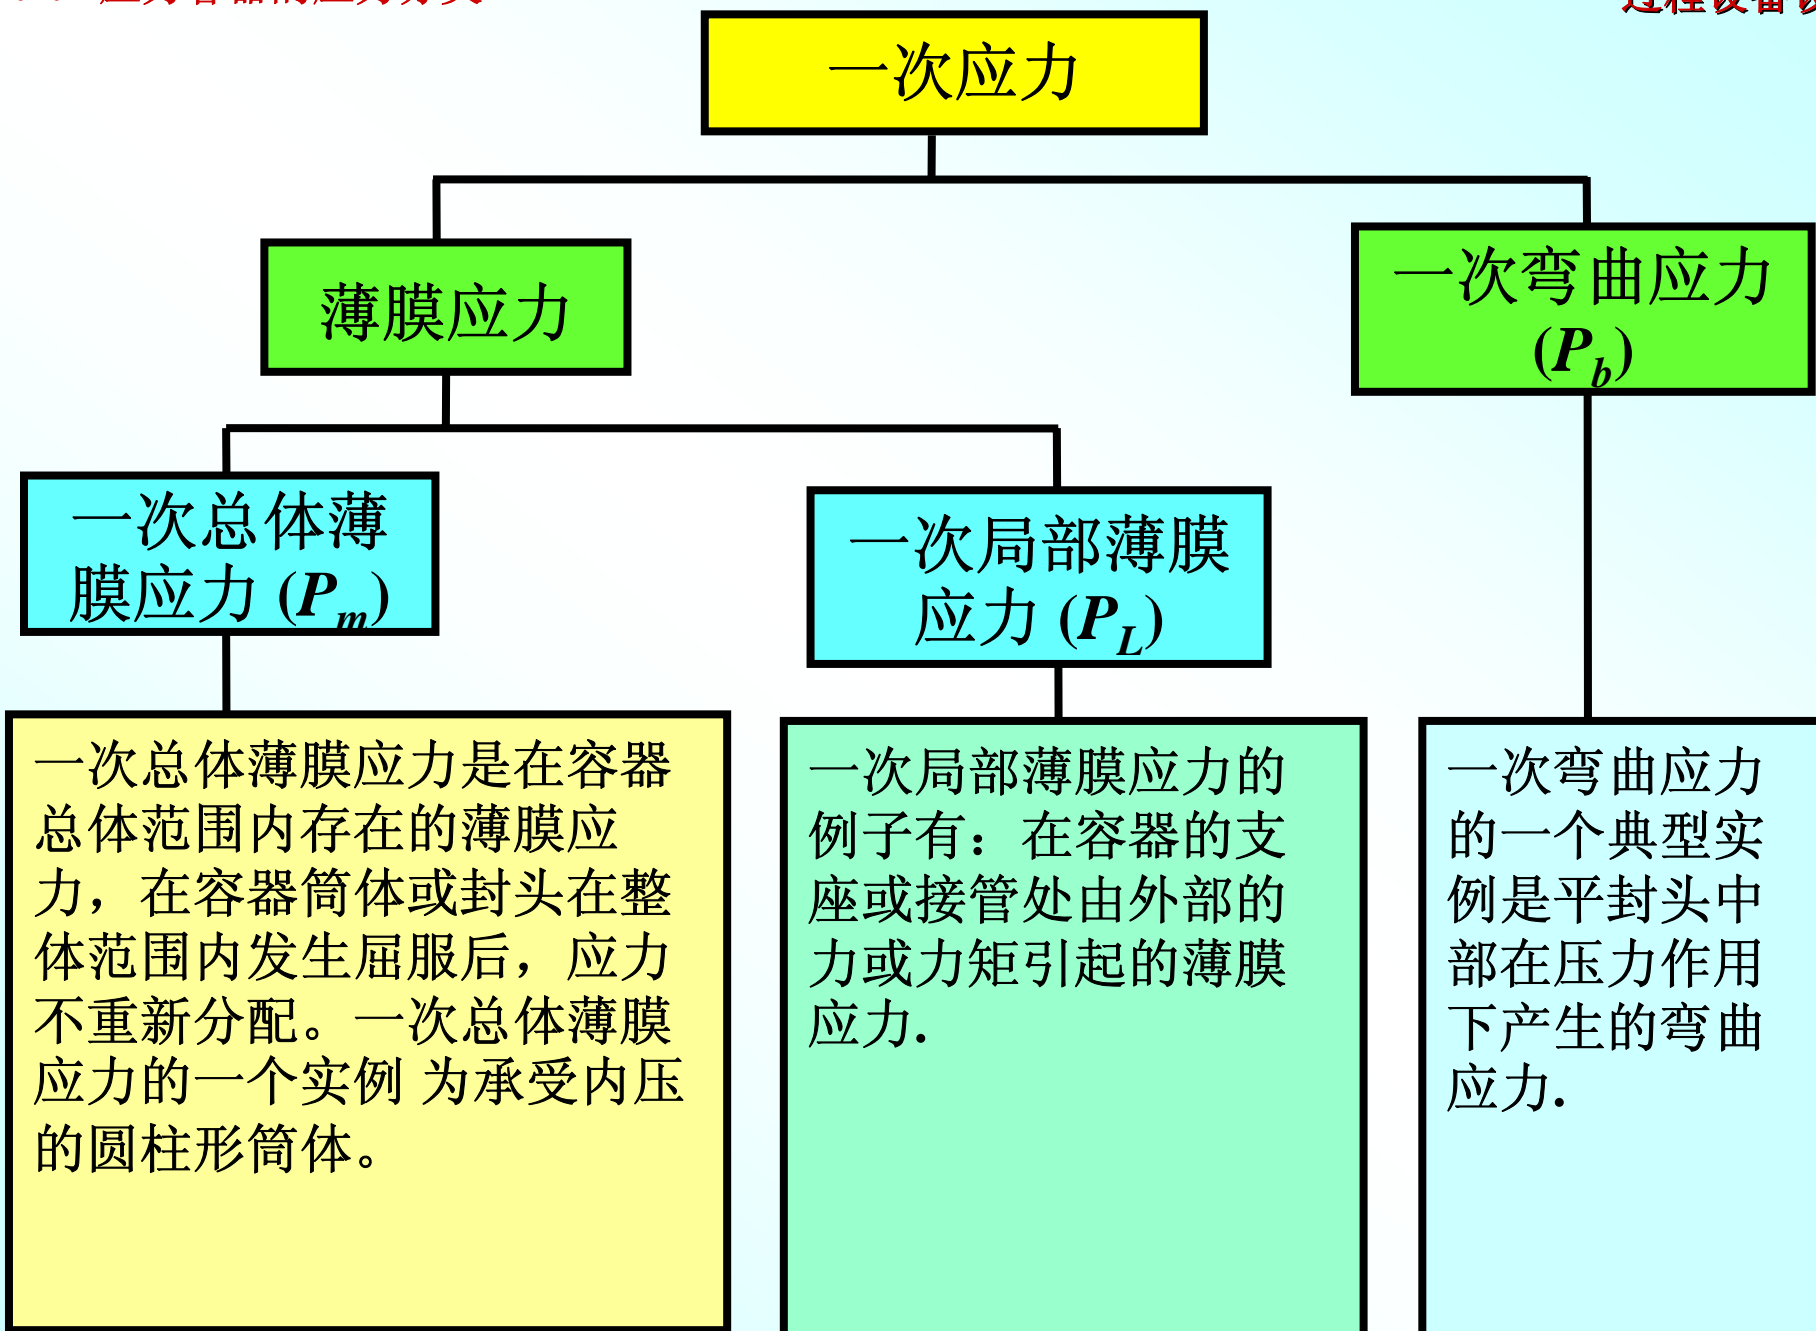 过程设备设
一次应力
薄膜应力
一次弯曲应力
(P_b)
一次总体薄
膜应力 (P_m)
一次局部薄膜
应力 (P_L)
一次总体薄膜应力是在容器
总体范围内存在的薄膜应
力，在容器筒体或封头在整
体范围内发生屈服后，应力
不重新分配。一次总体薄膜
应力的一个实例 为承受内压
的圆柱形筒体。
一次局部薄膜应力的
例子有：在容器的支
座或接管处由外部的
力或力矩引起的薄膜
应力.
一次弯曲应力
的一个典型实
例是平封头中
部在压力作用
下产生的弯曲
应力.